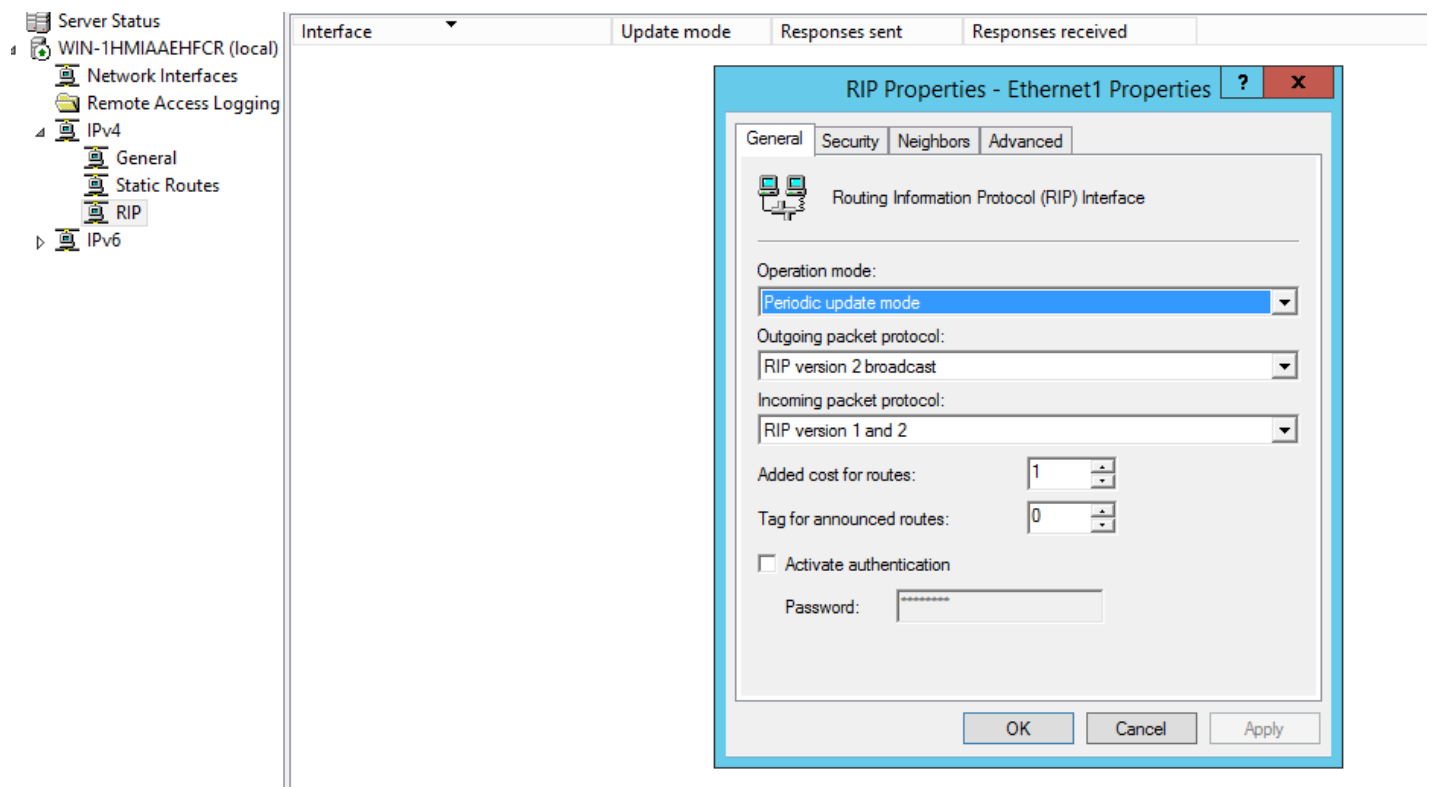 Server Status
WIN-1HMIAAEHFCR (local)
Network Interfaces
Remote Access Logging
IPv4
General
Static Routes
RIP
IPv6
Interface Update mode Responses sent Responses received
RIP Properties - Ethernet1 Properties ? x
General Security Neighbors Advanced
Routing Information Protocol (RIP) Interface
Operation mode:
Periodic update mode
Outgoing packet protocol:
RIP version 2 broadcast
Incoming packet protocol:
RIP version 1 and 2
Added cost for routes: 1
Tag for announced routes: 0
Activate authentication
Password: ********
OK Cancel Apply